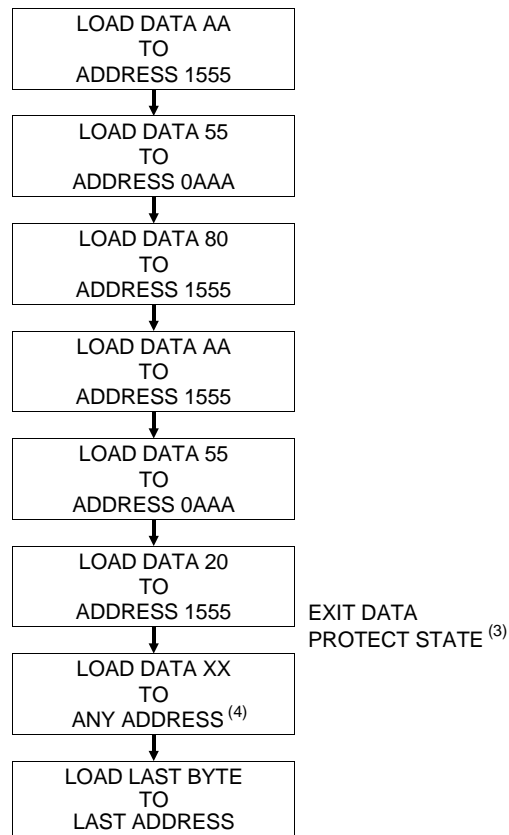 LOAD DATA AA
TO
ADDRESS 1555
LOAD DATA 55
TO
ADDRESS 0AAA
LOAD DATA 80
TO
ADDRESS 1555
LOAD DATA AA
TO
ADDRESS 1555
LOAD DATA 55
TO
ADDRESS 0AAA
LOAD DATA 20
TO
ADDRESS 1555
EXIT DATA
PROTECT STATE (3)
LOAD DATA XX
TO
ANY ADDRESS (4)
LOAD LAST BYTE
TO
LAST ADDRESS